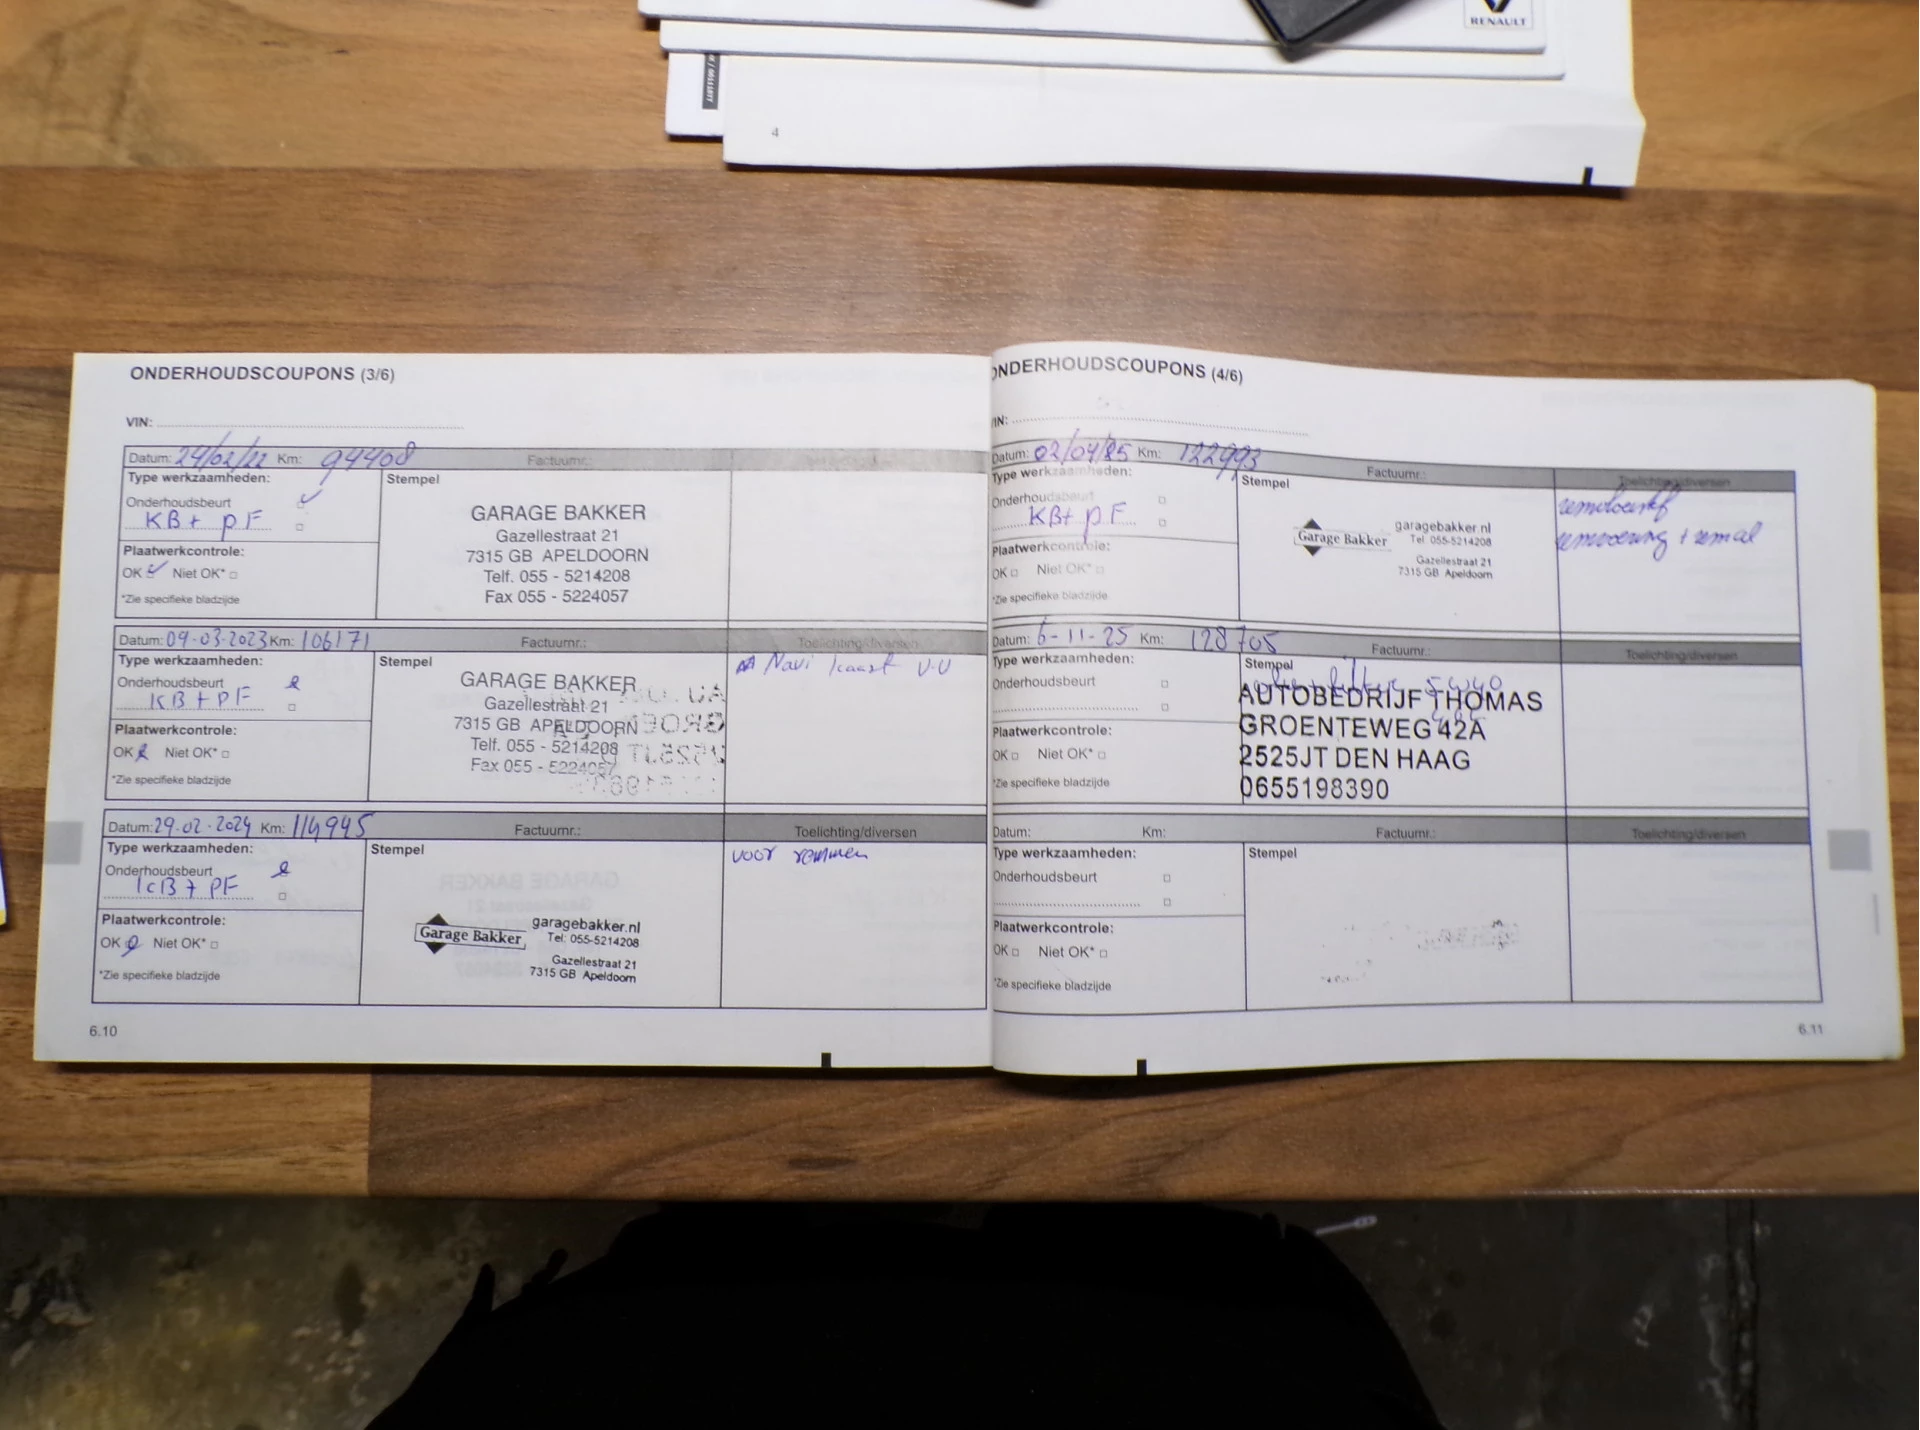 RENAULT
4
ONDERHOUDSCOUPONS (3/6)
VIN:
Datum: 24/02/22 Km: 94408 Factuurnr.:
Type werkzaamheden:
Stempel
Onderhoudsbeurt
KB + PF
Plaatwerkcontrole:
OK Niet OK*
*Zie specifieke bladzijde
GARAGE BAKKER
Gazellestraat 21
7315 GB APELDOORN
Telf. 055 - 5214208
Fax 055 - 5224057
Datum: 09-03-2023 Km: 106171 Factuurnr.: Toelichting/diversen
Type werkzaamheden:
Stempel
Onderhoudsbeurt
KB + PF
Plaatwerkcontrole:
OK Niet OK*
*Zie specifieke bladzijde
GARAGE BAKKER
Gazellestraat 21
7315 GB APELDOORN
Telf. 055 - 5214208
Fax 055 - 5224057
Navi kaart
Datum: 29-02-2024 Km: 114945 Factuurnr.: Toelichting/diversen
Type werkzaamheden:
Stempel
Onderhoudsbeurt
KB + PF
Plaatwerkcontrole:
OK Niet OK*
*Zie specifieke bladzijde
Garage Bakker
garagebakker.nl
Tel: 055-5214208
Gazellestraat 21
7315 GB Apeldoorn
voor remmen
6.10
ONDERHOUDSCOUPONS (4/6)
VIN:
Datum: 02/04/25 Km: 122993 Factuurnr.: Toelichting/diversen
Type werkzaamheden:
Stempel
Onderhoudsbeurt
KB + PF
Plaatwerkcontrole:
OK Niet OK*
*Zie specifieke bladzijde
Garage Bakker
garagebakker.nl
Tel 055-5214208
Gazellestraat 21
7315 GB Apeldoorn
remvloeistof
Datum: 6-11-25 Km: 128705 Factuurnr.: Toelichting/diversen
Type werkzaamheden:
Stempel
Onderhoudsbeurt
Plaatwerkcontrole:
OK Niet OK*
*Zie specifieke bladzijde
5W40
AUTOBEDRIJF THOMAS
GROENTEWEG 42A
2525JT DEN HAAG
0655198390
Datum: Km: Factuurnr.: Toelichting/diversen
Type werkzaamheden:
Stempel
Onderhoudsbeurt
Plaatwerkcontrole:
OK Niet OK*
*Zie specifieke bladzijde
6.11